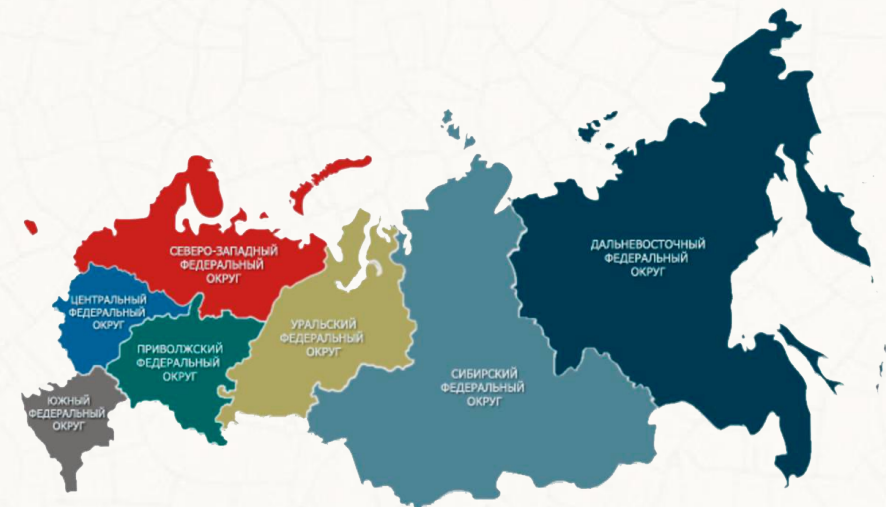 СЕВЕРО-ЗАПАДНЫЙ
ФЕДЕРАЛЬНЫЙ
ОКРУГ
ЦЕНТРАЛЬНЫЙ
ФЕДЕРАЛЬНЫЙ
ОКРУГ
ПРИВОЛЖСКИЙ
ФЕДЕРАЛЬНЫЙ
ОКРУГ
ЮЖНЫЙ
ФЕДЕРАЛЬНЫЙ
ОКРУГ
УРАЛЬСКИЙ
ФЕДЕРАЛЬНЫЙ
ОКРУГ
СИБИРСКИЙ
ФЕДЕРАЛЬНЫЙ
ОКРУГ
ДАЛЬНЕВОСТОЧНЫЙ
ФЕДЕРАЛЬНЫЙ
ОКРУГ